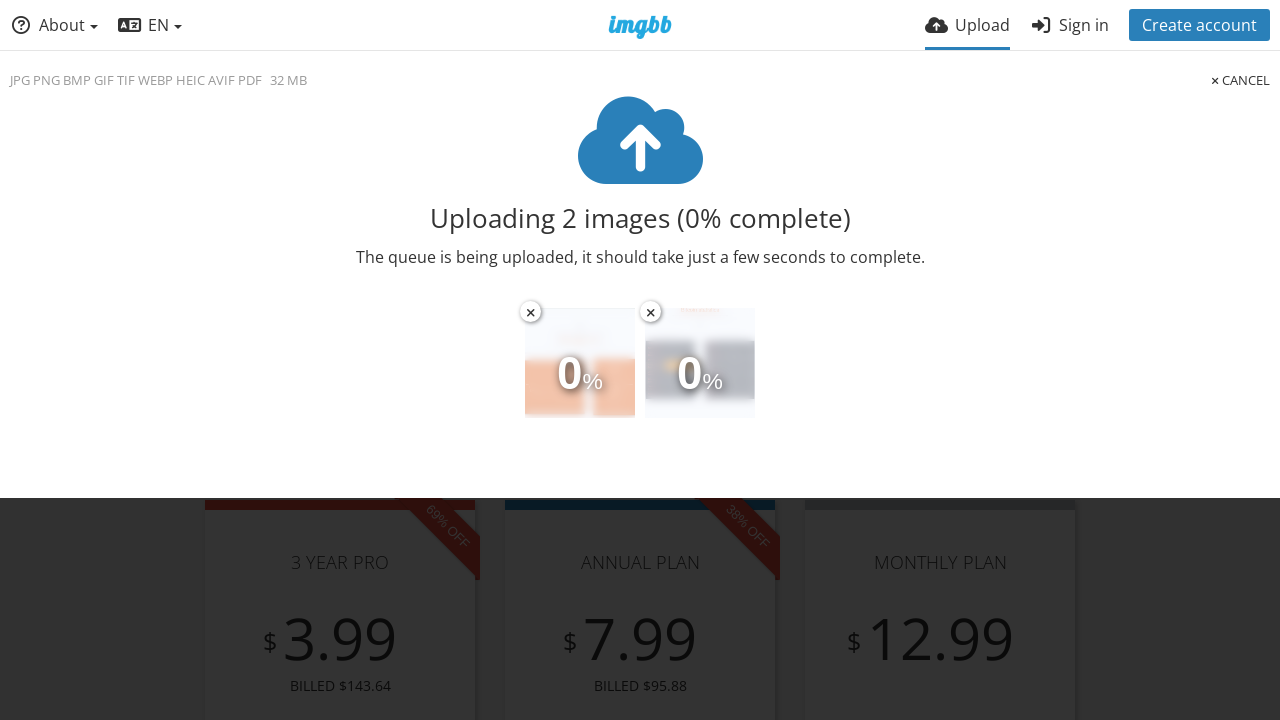 About
EN
imgbb
Upload
Sign in
Create account
JPG PNG BMP GIF TIF WEBP HEIC AVIF PDF 32 MB
× CANCEL
Uploading 2 images (0% complete)
The queue is being uploaded, it should take just a few seconds to complete.
× ×
0% 0%
69% OFF
38% OFF
3 YEAR PRO
ANNUAL PLAN
MONTHLY PLAN
$ 3.99
$ 7.99
$ 12.99
BILLED $143.64
BILLED $95.88